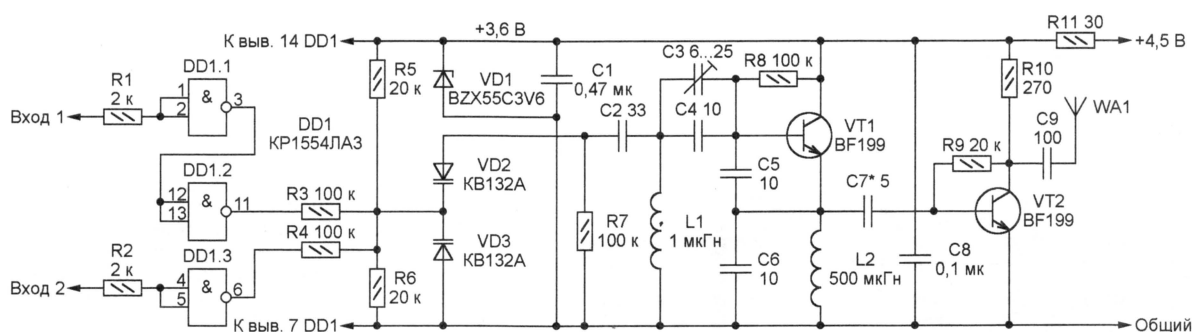 К выв. 14 DD1
+3,6 В
R11 30
+4,5 В
R1
2 к
DD1.1
&
1
2
3
Вход 1
DD1
КР1554ЛА3
R5
20 к
VD1
BZX55C3V6
C1
0,47 мк
C3 6...25
R8 100 к
R10
270
WA1
C2 33
C4 10
VT1
BF199
C9
100
DD1.2
&
12
13
11
R3 100 к
R4 100 к
VD2
КВ132А
C5
10
R9 20 к
C7* 5
VT2
BF199
R7
100 к
L1
1 мкГн
R2
2 к
DD1.3
&
4
5
6
Вход 2
VD3
КВ132А
R6
20 к
C6
10
L2
500 мкГн
C8
0,1 мк
К выв. 7 DD1
Общий